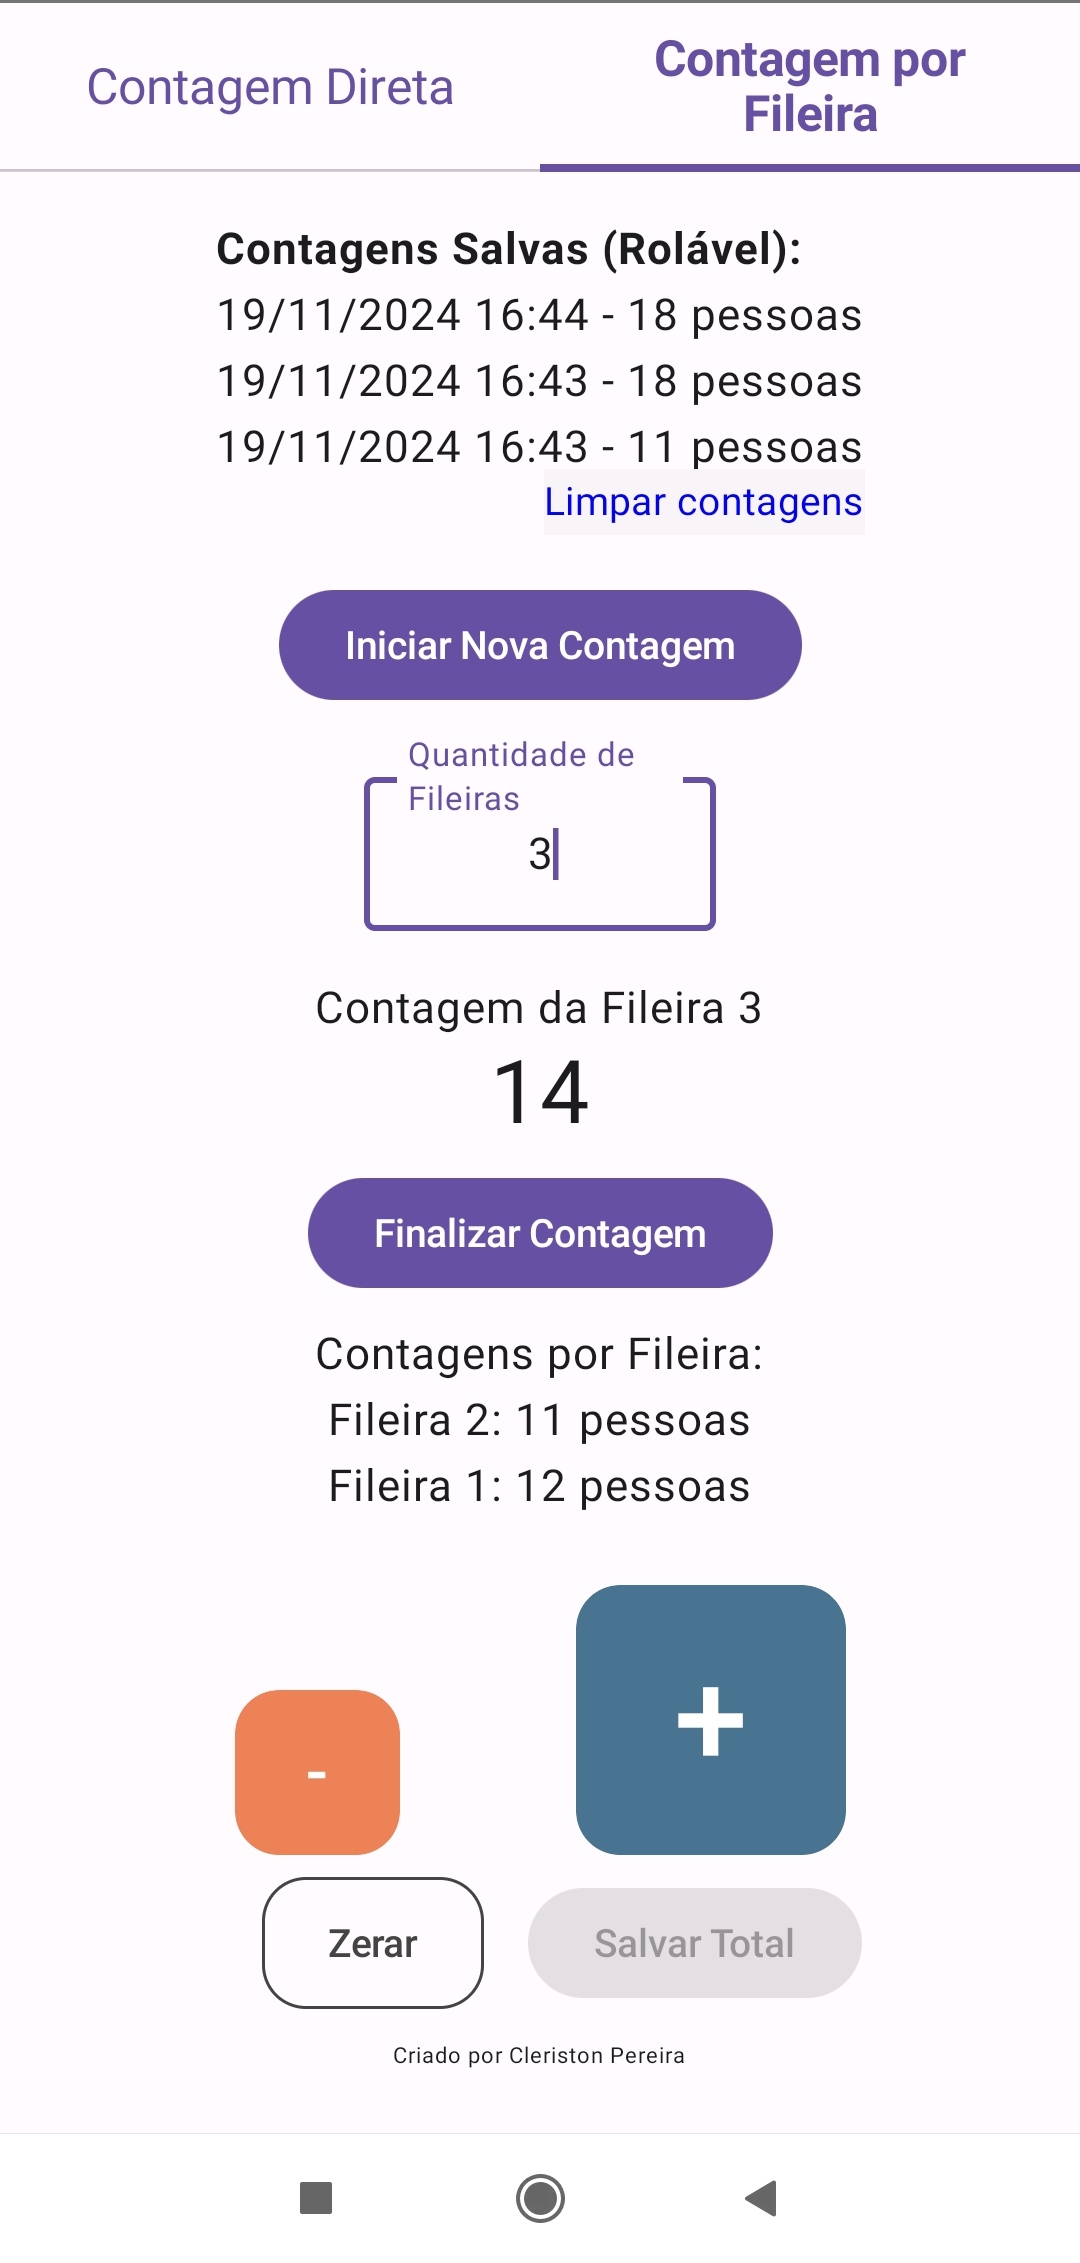 Contagem Direta
Contagem por
Fileira
Contagens Salvas (Rolável):
19/11/2024 16:44 - 18 pessoas
19/11/2024 16:43 - 18 pessoas
19/11/2024 16:43 - 11 pessoas
Limpar contagens
Iniciar Nova Contagem
Quantidade de
Fileiras
3
Contagem da Fileira 3
14
Finalizar Contagem
Contagens por Fileira:
Fileira 2: 11 pessoas
Fileira 1: 12 pessoas
-
+
Zerar
Salvar Total
Criado por Cleriston Pereira